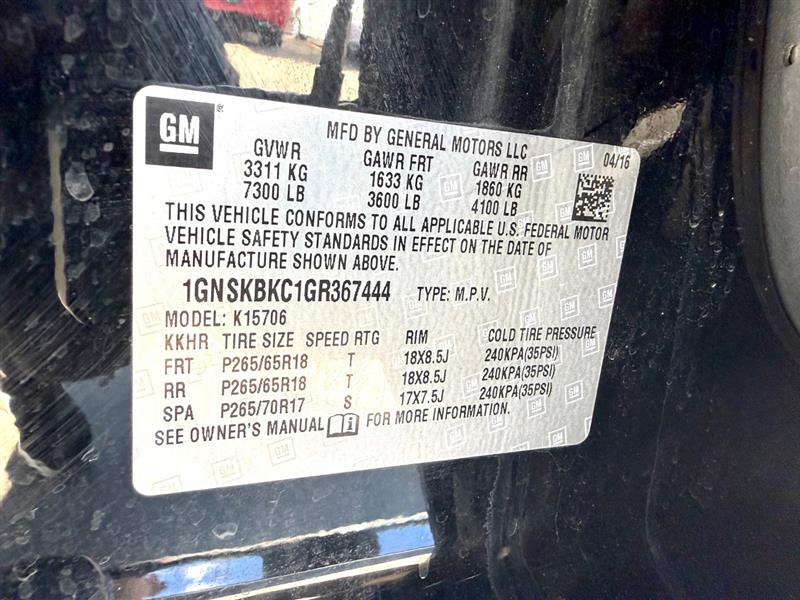 GM®
MFD BY GENERAL MOTORS LLC
GVWR GAWR FRT GAWR RR 04/16
3311 KG 1633 KG 1860 KG
7300 LB 3600 LB 4100 LB
THIS VEHICLE CONFORMS TO ALL APPLICABLE U.S. FEDERAL MOTOR
VEHICLE SAFETY STANDARDS IN EFFECT ON THE DATE OF
MANUFACTURE SHOWN ABOVE.
1GNSKBKC1GR367444 TYPE: M.P.V.
MODEL: K15706
KKHR TIRE SIZE SPEED RTG RIM COLD TIRE PRESSURE
FRT P265/65R18 T 18X8.5J 240KPA(35PSI)
RR P265/65R18 T 18X8.5J 240KPA(35PSI)
SPA P265/70R17 S 17X7.5J 240KPA(35PSI)
SEE OWNER'S MANUAL FOR MORE INFORMATION.